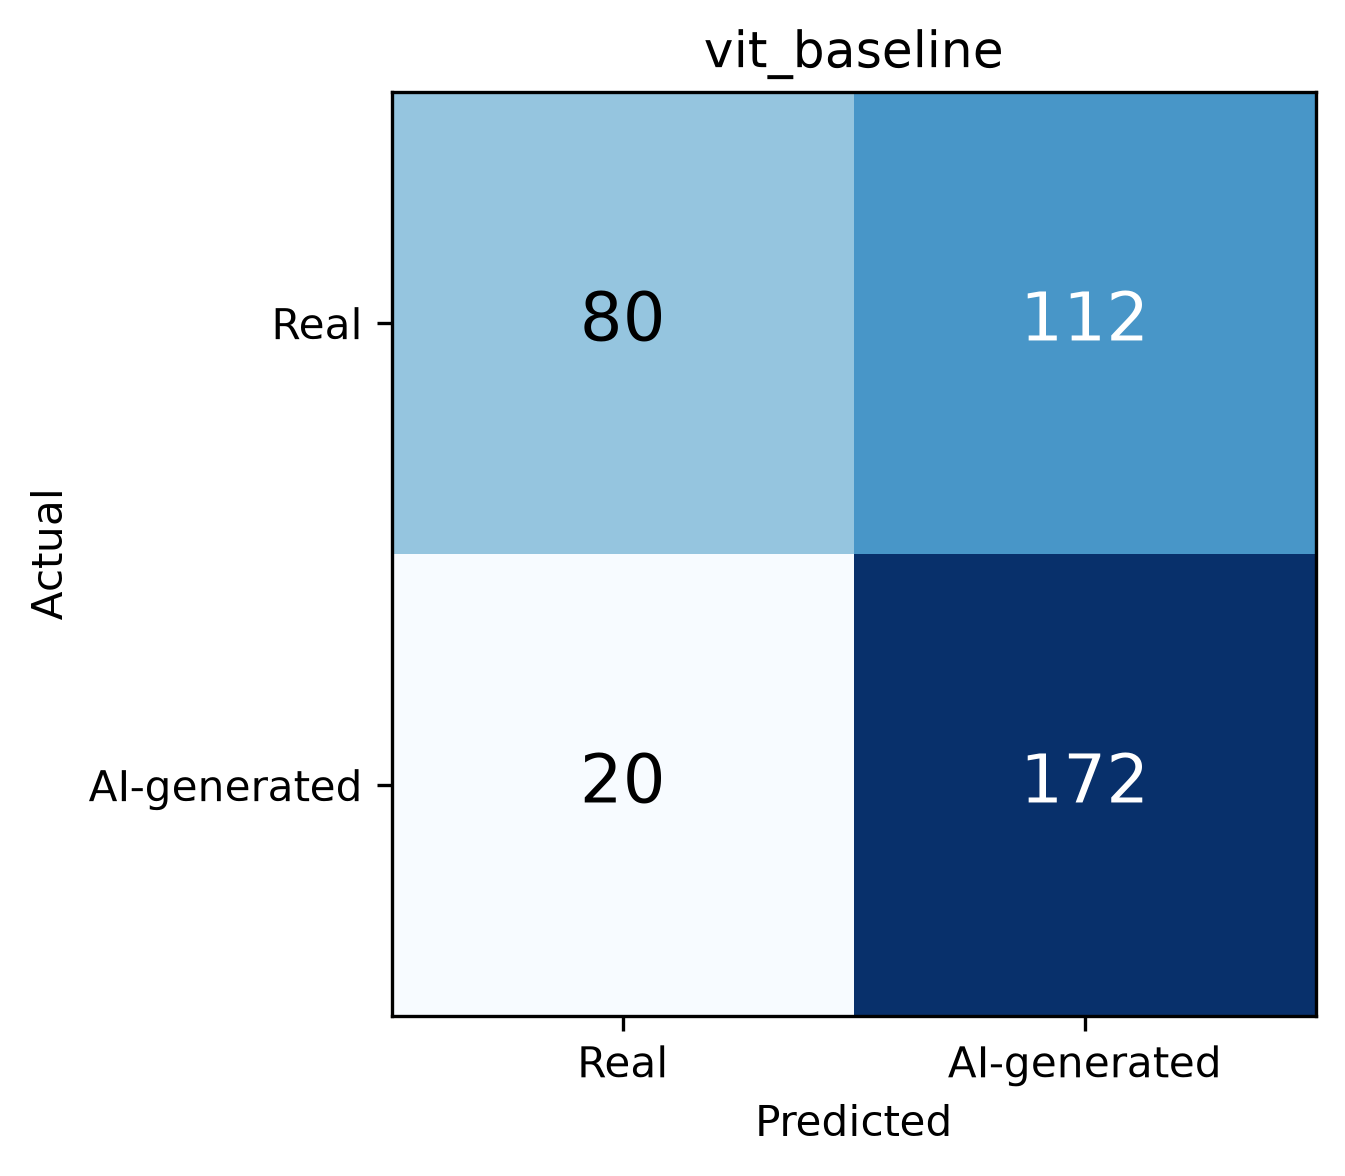 vit_baseline
Actual
Real
80
112
AI-generated
20
172
Real
AI-generated
Predicted